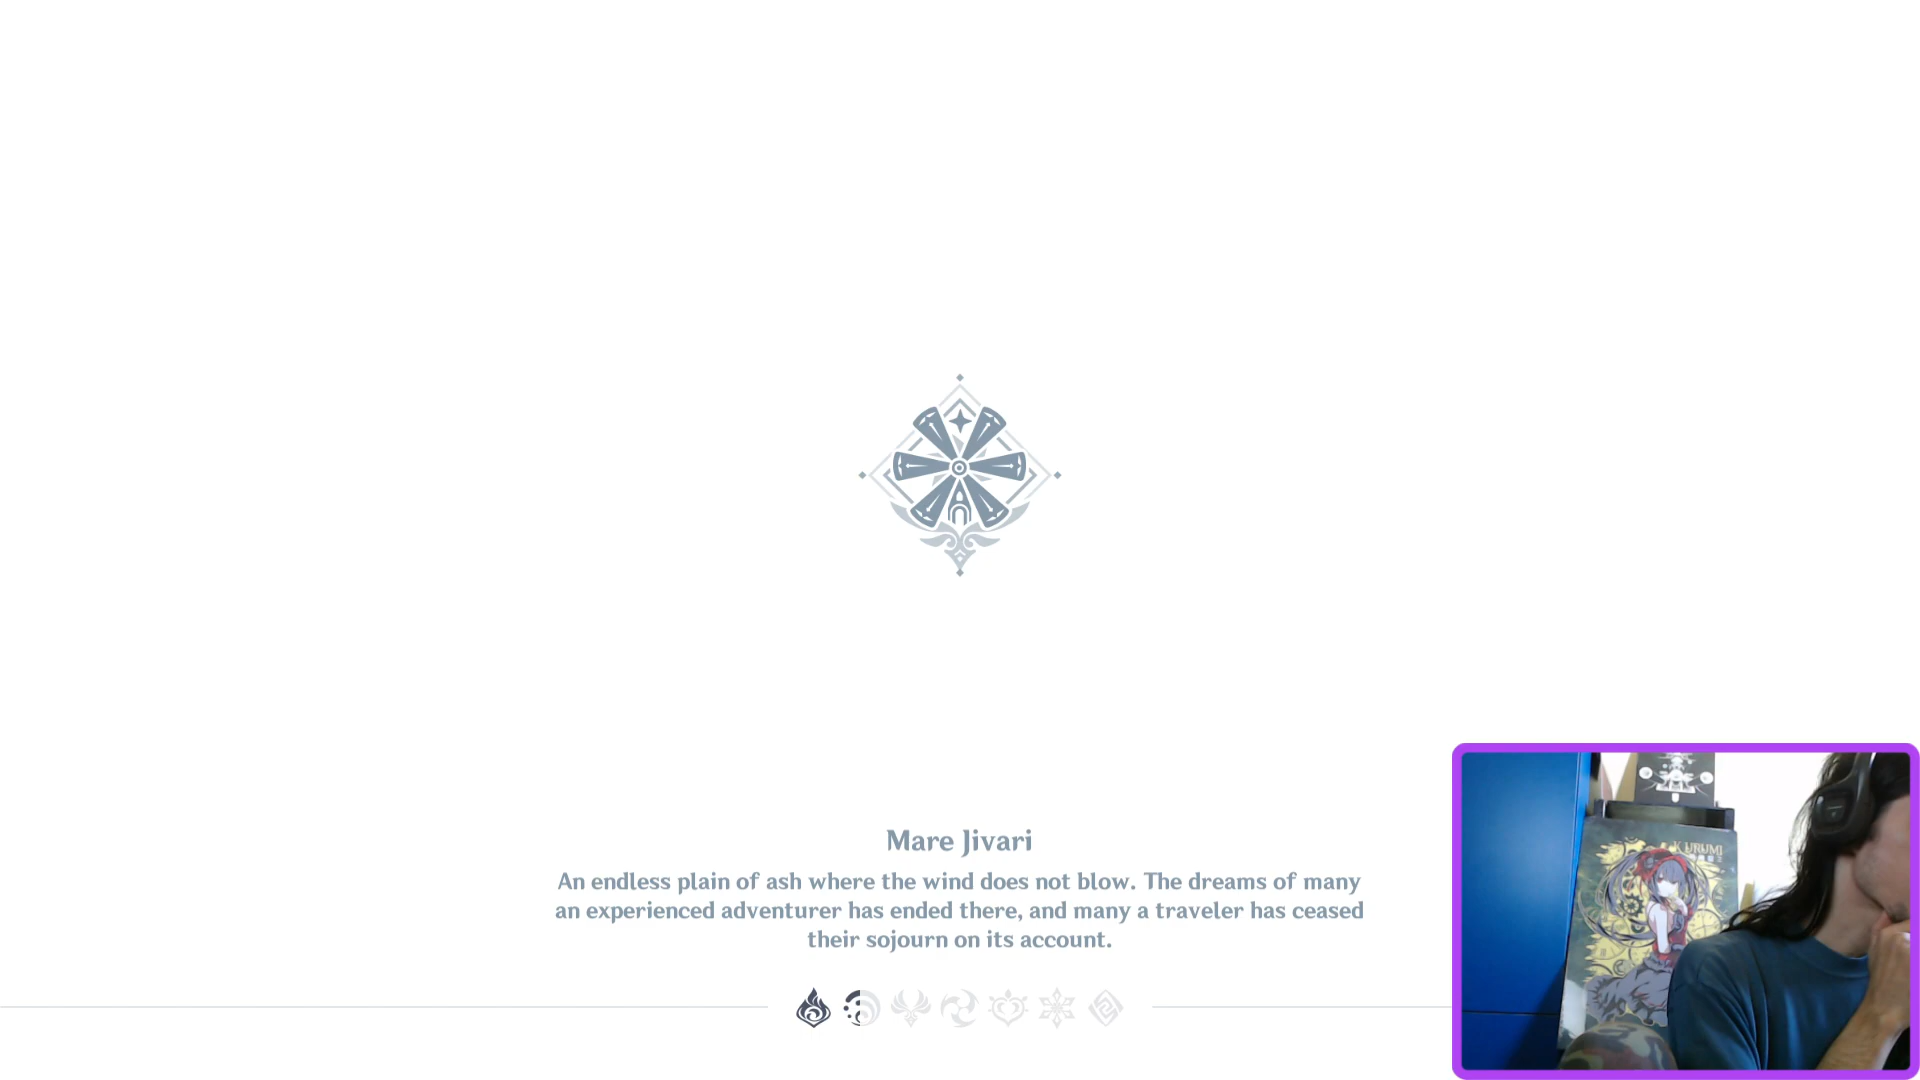 Mare Jivari
An endless plain of ash where the wind does not blow. The dreams of many
an experienced adventurer has ended there, and many a traveler has ceased
their sojourn on its account.
KURUMI